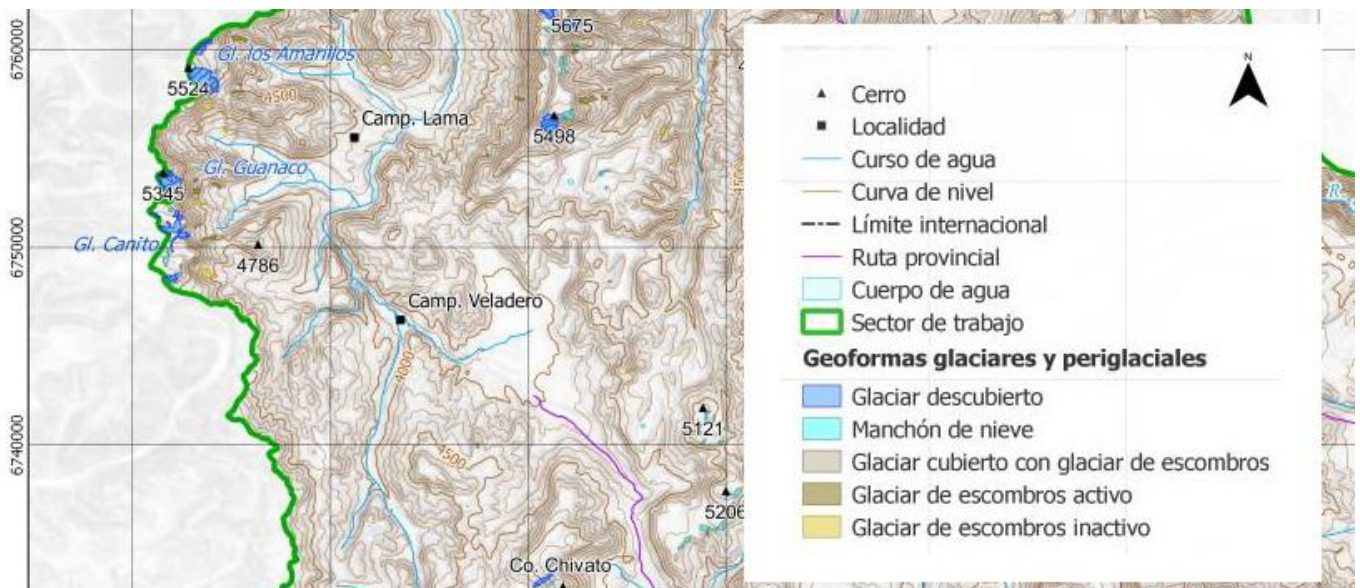 6760000
6750000
6740000
5675
Gl. los Amarillos
5524
4500
Camp. Lama
5498
Gl. Guanaco
5345
Gl. Canito
4786
Camp. Veladero
4000
4500
5121
5206
Co. Chivato
450
R.
N
Cerro
Localidad
Curso de agua
Curva de nivel
Límite internacional
Ruta provincial
Cuerpo de agua
Sector de trabajo
Geoformas glaciares y periglaciales
Glaciar descubierto
Manchón de nieve
Glaciar cubierto con glaciar de escombros
Glaciar de escombros activo
Glaciar de escombros inactivo